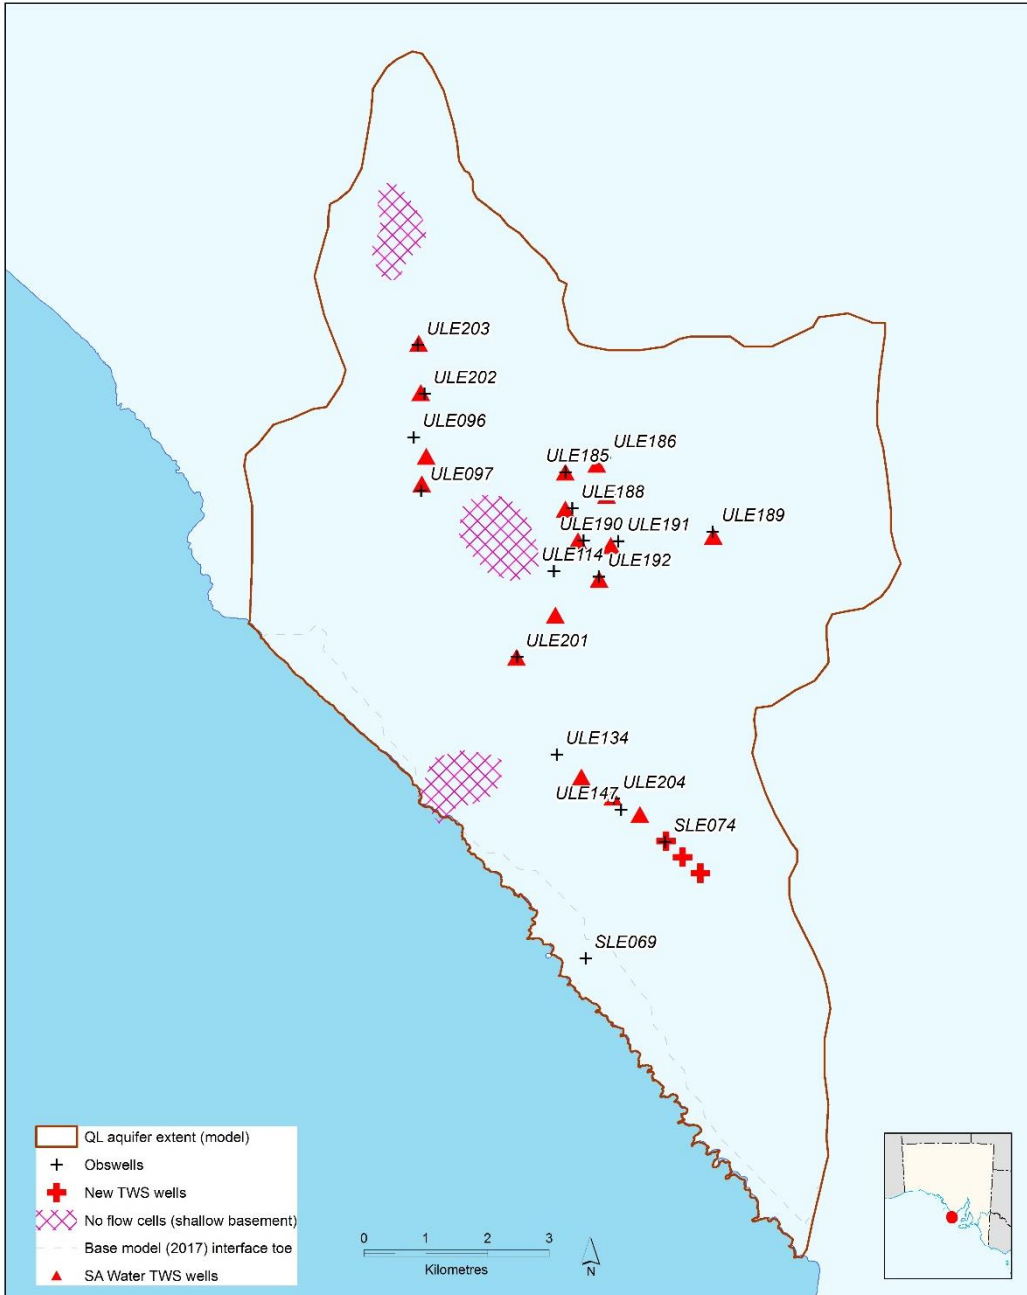 ULE203
ULE202
ULE096
ULE186
ULE185
ULE097
ULE188
ULE190
ULE191
ULE189
ULE114
ULE192
ULE201
ULE134
ULE147
ULE204
SLE074
SLE069
QL aquifer extent (model)
Obswells
New TWS wells
No flow cells (shallow basement)
Base model (2017) interface toe
SA Water TWS wells
0 1 2 3
Kilometres
N